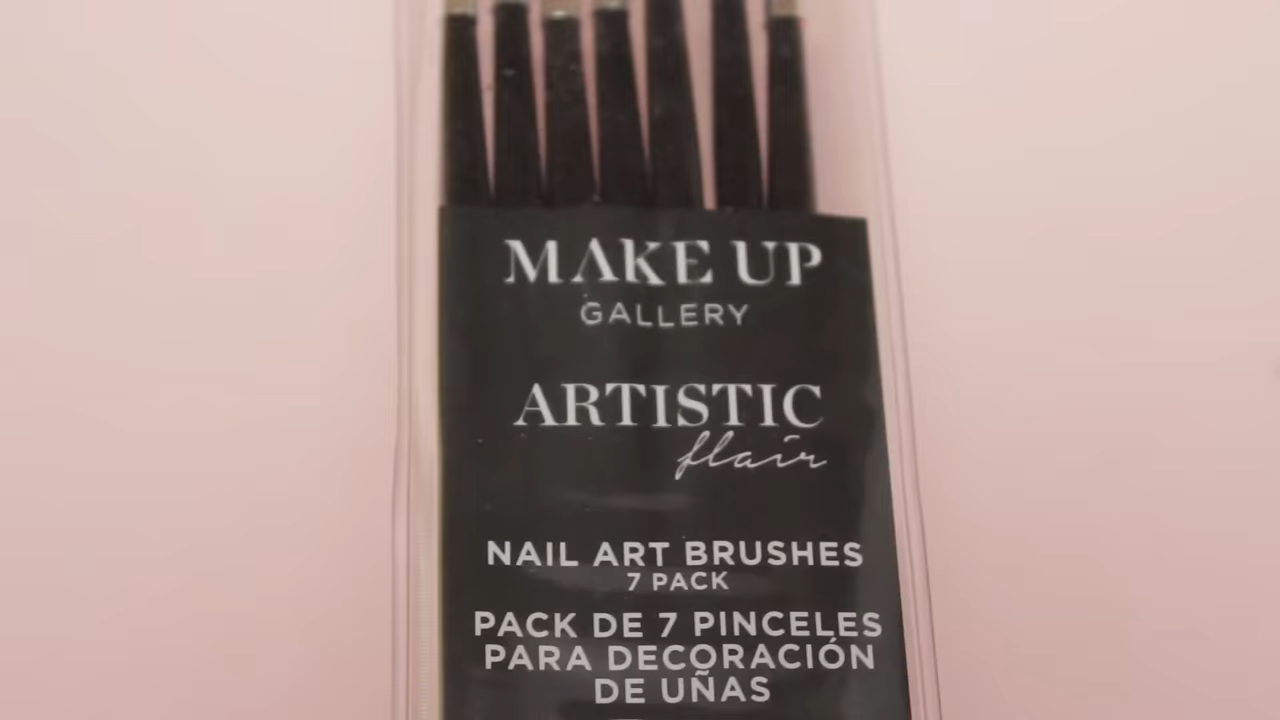 MAKE UP
GALLERY
ARTISTIC
flair
NAIL ART BRUSHES
7 PACK
PACK DE 7 PINCELES
PARA DECORACIÓN
DE UÑAS